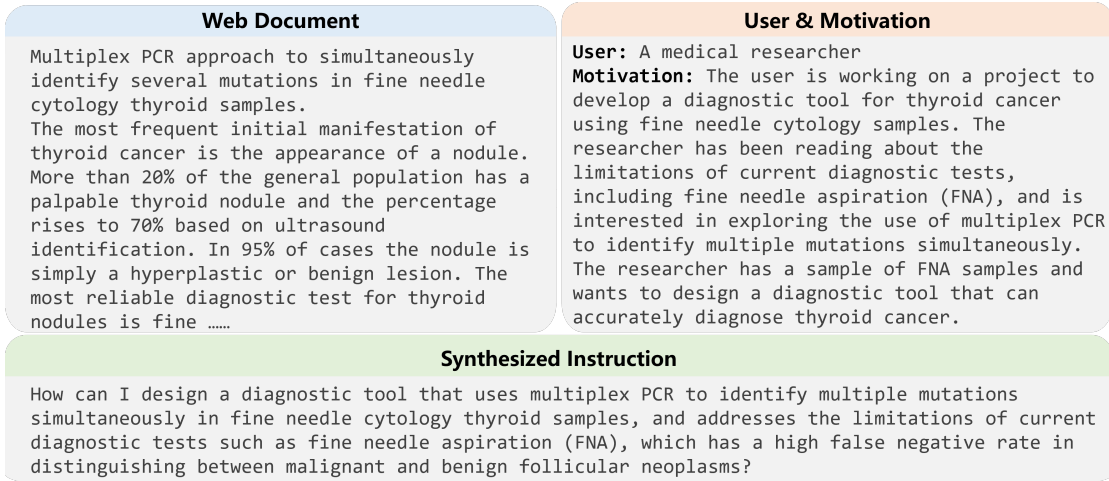 Web Document
Multiplex PCR approach to simultaneously
identify several mutations in fine needle
cytology thyroid samples.
The most frequent initial manifestation of
thyroid cancer is the appearance of a nodule.
More than 20% of the general population has a
palpable thyroid nodule and the percentage
rises to 70% based on ultrasound
identification. In 95% of cases the nodule is
simply a hyperplastic or benign lesion. The
most reliable diagnostic test for thyroid
nodules is fine ……
User & Motivation
User: A medical researcher
Motivation: The user is working on a project to
develop a diagnostic tool for thyroid cancer
using fine needle cytology samples. The
researcher has been reading about the
limitations of current diagnostic tests,
including fine needle aspiration (FNA), and is
interested in exploring the use of multiplex PCR
to identify multiple mutations simultaneously.
The researcher has a sample of FNA samples and
wants to design a diagnostic tool that can
accurately diagnose thyroid cancer.
Synthesized Instruction
How can I design a diagnostic tool that uses multiplex PCR to identify multiple mutations
simultaneously in fine needle cytology thyroid samples, and addresses the limitations of current
diagnostic tests such as fine needle aspiration (FNA), which has a high false negative rate in
distinguishing between malignant and benign follicular neoplasms?